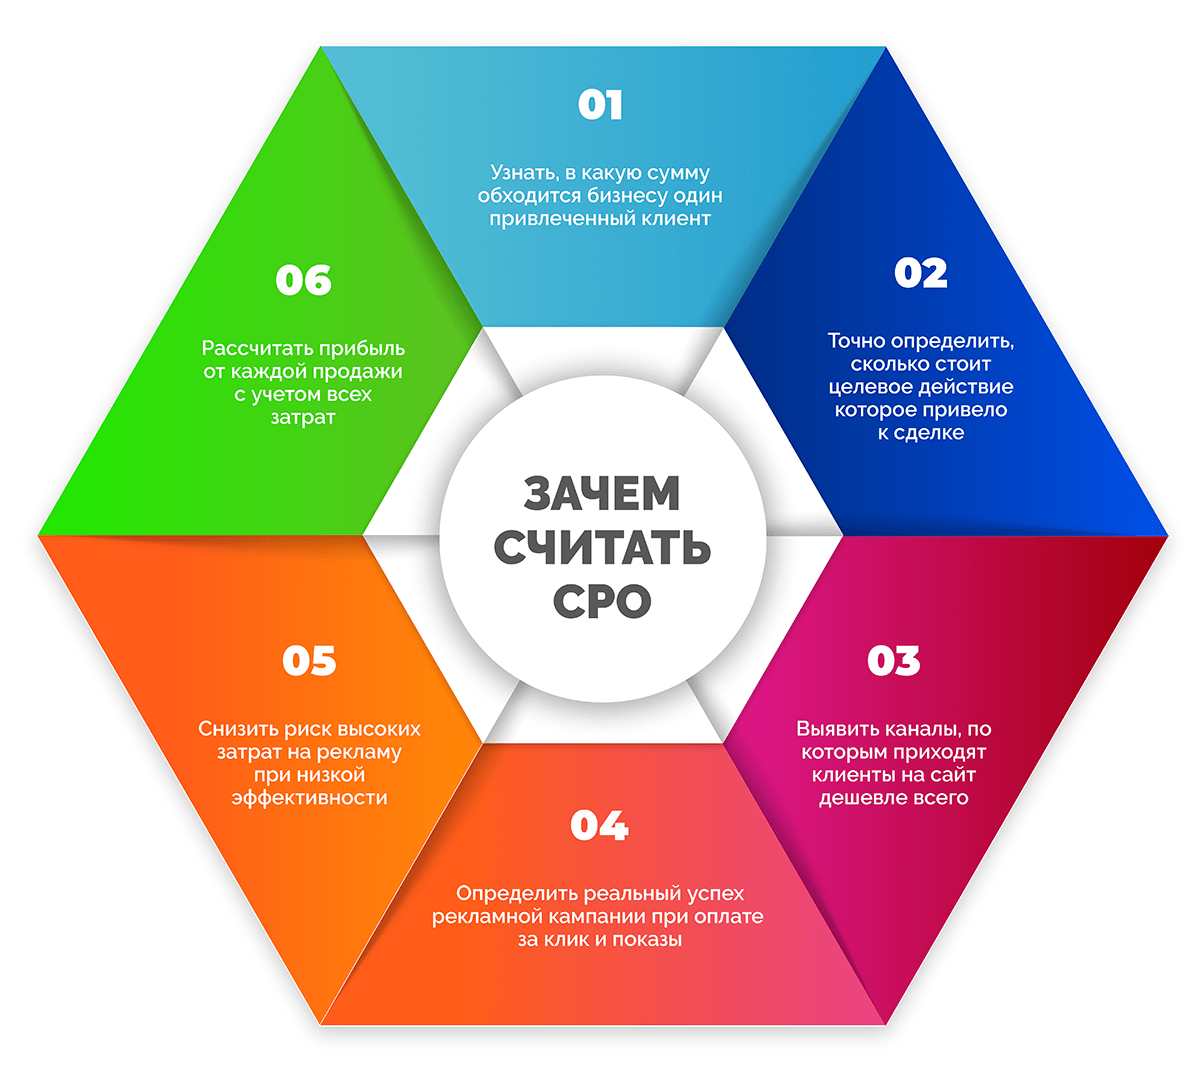 ЗАЧЕМ
СЧИТАТЬ
CPO
01
Узнать, в какую сумму
обходится бизнесу один
привлеченный клиент
02
Точно определить,
сколько стоит
целевое действие
которое привело
к сделке
03
Выявить каналы, по
которым приходят
клиенты на сайт
дешевле всего
04
Определить реальный успех
рекламной кампании при оплате
за клик и показы
05
Снизить риск высоких
затрат на рекламу
при низкой
эффективности
06
Рассчитать прибыль
от каждой продажи
с учетом всех
затрат